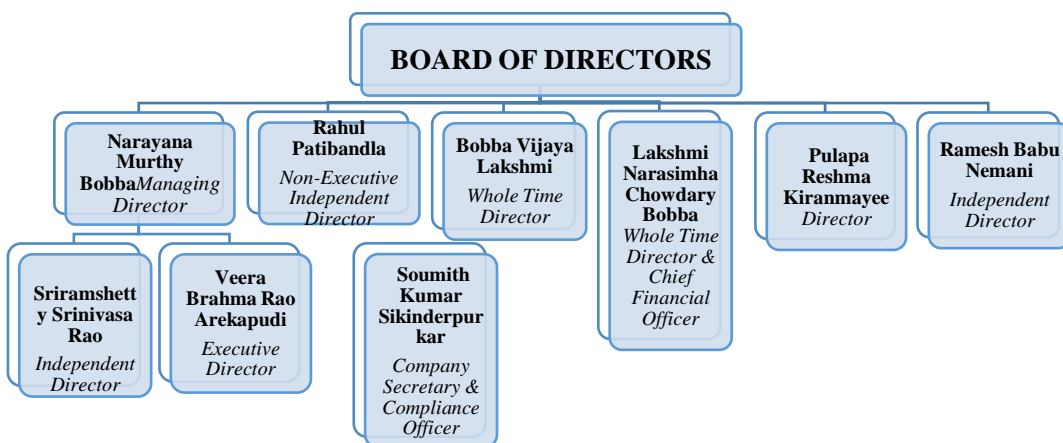 BOARD OF DIRECTORS
Narayana
Murthy
BobbaManaging
Director
Rahul
Patibandla
Non-Executive
Independent
Director
Bobba Vijaya
Lakshmi
Whole Time
Director
Lakshmi
Narasimha
Chowdary
Bobba
Whole Time
Director &
Chief
Financial
Officer
Pulapa
Reshma
Kiranmayee
Director
Ramesh Babu
Nemani
Independent
Director
Sriramshett
y Srinivasa
Rao
Independent
Director
Veera
Brahma Rao
Arekapudi
Executive
Director
Soumith
Kumar
Sikinderpur
kar
Company
Secretary &
Compliance
Officer